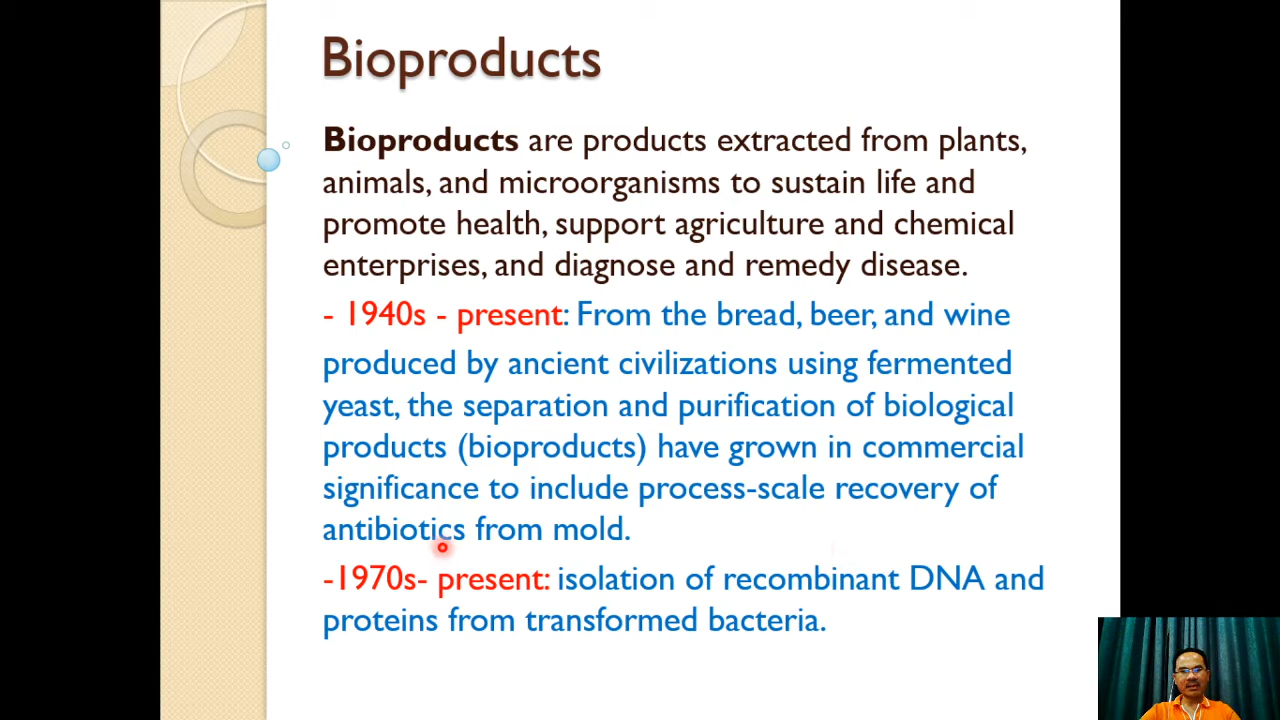 Bioproducts
Bioproducts are products extracted from plants,
animals, and microorganisms to sustain life and
promote health, support agriculture and chemical
enterprises, and diagnose and remedy disease.
- 1940s - present: From the bread, beer, and wine
produced by ancient civilizations using fermented
yeast, the separation and purification of biological
products (bioproducts) have grown in commercial
significance to include process-scale recovery of
antibiotics from mold.
-1970s- present: isolation of recombinant DNA and
proteins from transformed bacteria.